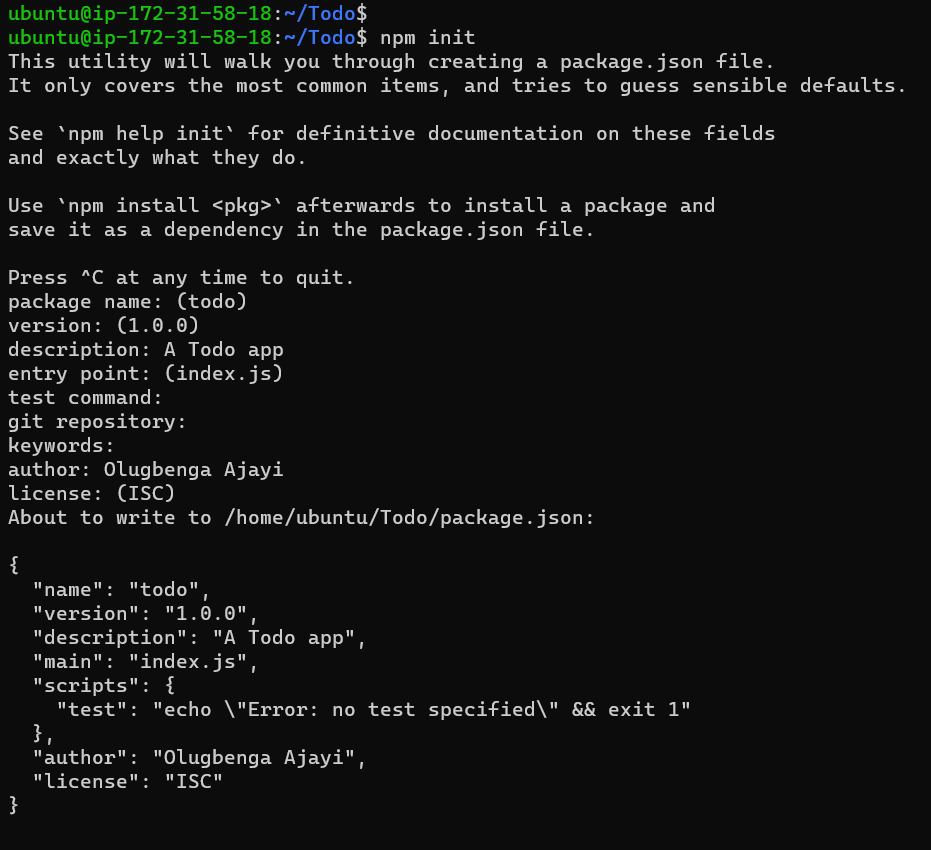 ubuntu@ip-172-31-58-18:~/Todo$
ubuntu@ip-172-31-58-18:~/Todo$ npm init
This utility will walk you through creating a package.json file.
It only covers the most common items, and tries to guess sensible defaults.

See `npm help init` for definitive documentation on these fields
and exactly what they do.

Use `npm install <pkg>` afterwards to install a package and
save it as a dependency in the package.json file.

Press ^C at any time to quit.
package name: (todo)
version: (1.0.0)
description: A Todo app
entry point: (index.js)
test command:
git repository:
keywords:
author: Olugbenga Ajayi
license: (ISC)
About to write to /home/ubuntu/Todo/package.json:

{
  "name": "todo",
  "version": "1.0.0",
  "description": "A Todo app",
  "main": "index.js",
  "scripts": {
    "test": "echo \"Error: no test specified\" && exit 1"
  },
  "author": "Olugbenga Ajayi",
  "license": "ISC"
}